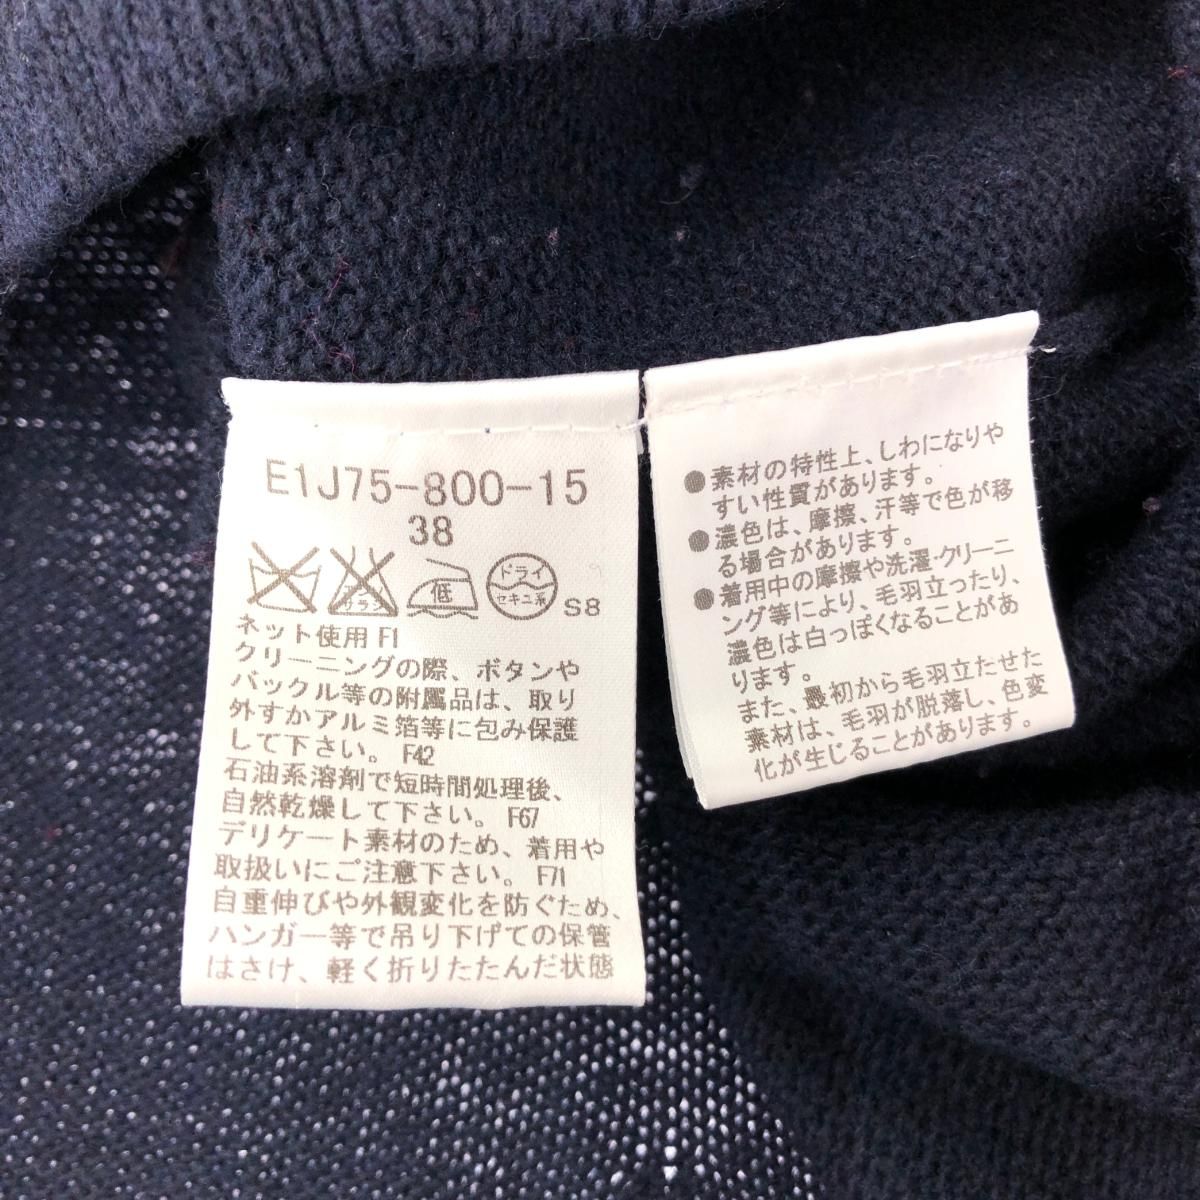 E1J75-800-15
38
サラシ
低
ドライ
セキユ系
S8
ネット使用 F1
クリーニングの際、ボタンや
バックル等の附属品は、取り
外すかアルミ箔等に包み保護
して下さい。 F42
石油系溶剤で短時間処理後、
自然乾燥して下さい。 F67
デリケート素材のため、着用や
取扱いにご注意下さい。 F71
自重伸びや外観変化を防ぐため、
ハンガー等で吊り下げての保管
はさけ、軽く折りたたんだ状態
●素材の特性上、しわになりや
すい性質があります。
●濃色は、摩擦、汗等で色が移
る場合があります。
●着用中の摩擦や洗濯・クリーニ
ング等により、毛羽立ったり、
濃色は白っぽくなることがあ
ります。
また、最初から毛羽立たせた
素材は、毛羽が脱落し、色変
化が生じることがあります。